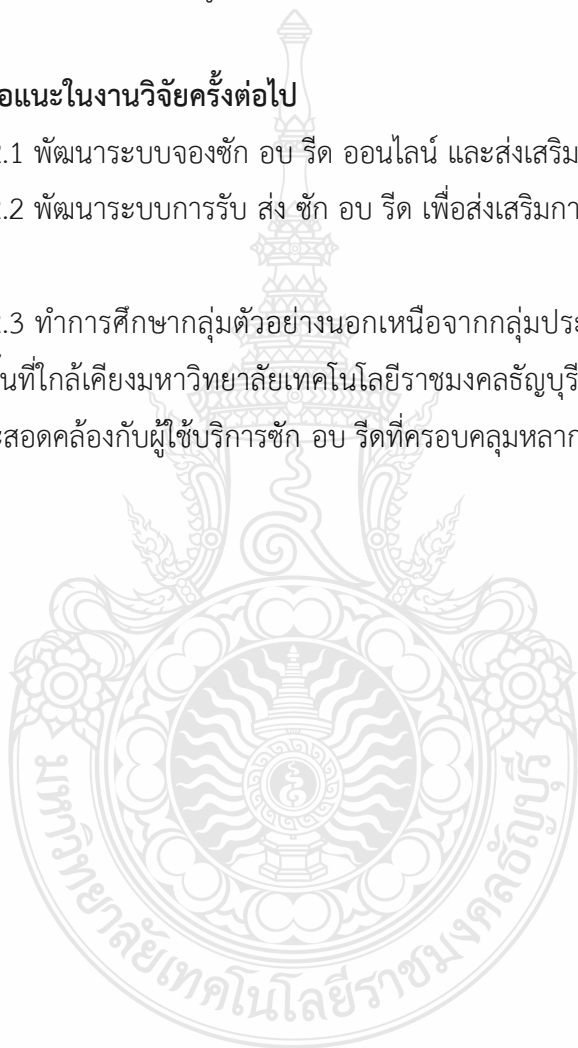 อแนะในงานวิจัยครั้งต่อไป
2.1 พัฒนาระบบจองซัก อบ รีด ออนไลน์ และส่งเสริม
2.2 พัฒนาระบบการรับ ส่ง ซัก อบ รีด เพื่อส่งเสริมกา
2.3 ทำการศึกษากลุ่มตัวอย่างนอกเหนือจากกลุ่มประ
้นที่ใกล้เคียงมหาวิทยาลัยเทคโนโลยีราชมงคลธัญบุรี
ะสอดคล้องกับผู้ใช้บริการซัก อบ รีดที่ครอบคลุมหลาก
มหาวิทยาลัยเทคโนโลยีราชมงคลธัญบุรี